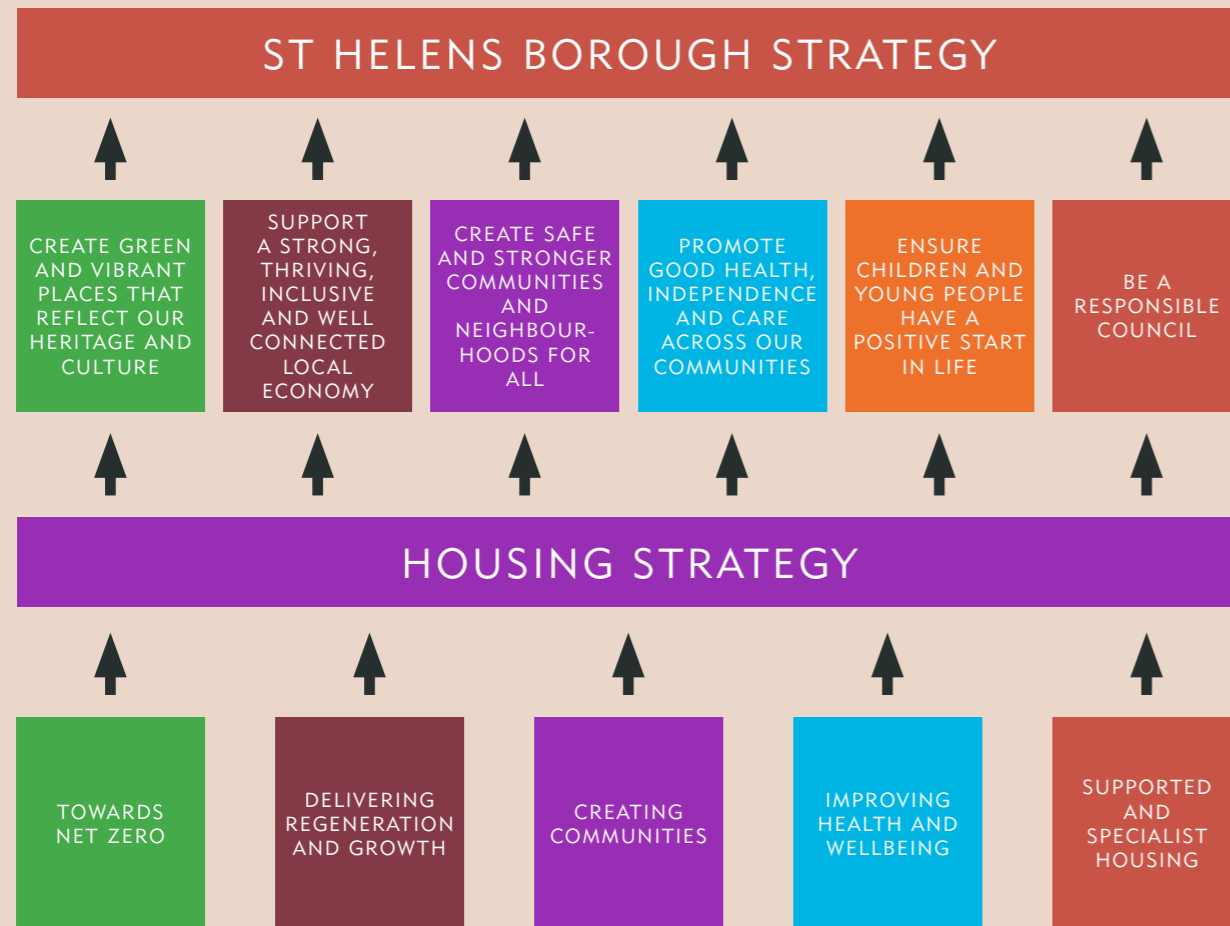 ST HELENS BOROUGH STRATEGY
CREATE GREEN
AND VIBRANT
PLACES THAT
REFLECT OUR
HERITAGE AND
CULTURE
SUPPORT
A STRONG,
THRIVING,
INCLUSIVE
AND WELL
CONNECTED
LOCAL
ECONOMY
CREATE SAFE
AND STRONGER
COMMUNITIES
AND
NEIGHBOUR-
HOODS FOR
ALL
PROMOTE
GOOD HEALTH,
INDEPENDENCE
AND CARE
ACROSS OUR
COMMUNITIES
ENSURE
CHILDREN AND
YOUNG PEOPLE
HAVE A
POSITIVE START
IN LIFE
BE A
RESPONSIBLE
COUNCIL
HOUSING STRATEGY
TOWARDS
NET ZERO
DELIVERING
REGENERATION
AND GROWTH
CREATING
COMMUNITIES
IMPROVING
HEALTH AND
WELLBEING
SUPPORTED
AND
SPECIALIST
HOUSING